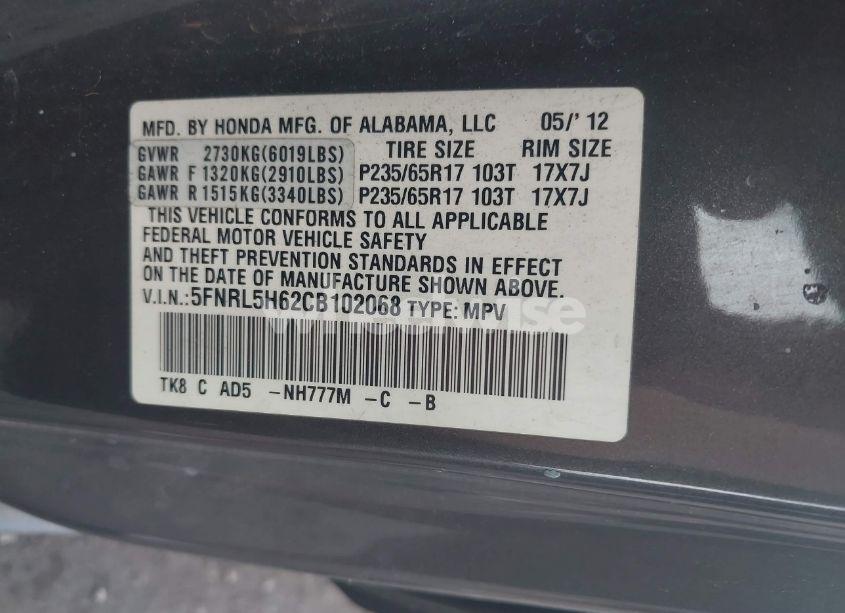 MFD. BY HONDA MFG. OF ALABAMA, LLC 05/' 12
GVWR 2730KG(6019LBS) TIRE SIZE RIM SIZE
GAWR F 1320KG(2910LBS) P235/65R17 103T 17X7J
GAWR R 1515KG(3340LBS) P235/65R17 103T 17X7J
THIS VEHICLE CONFORMS TO ALL APPLICABLE
FEDERAL MOTOR VEHICLE SAFETY
AND THEFT PREVENTION STANDARDS IN EFFECT
ON THE DATE OF MANUFACTURE SHOWN ABOVE.
V.I.N.:5FNRL5H62CB102068 TYPE: MPV
TK8 C AD5 -NH777M -C -B